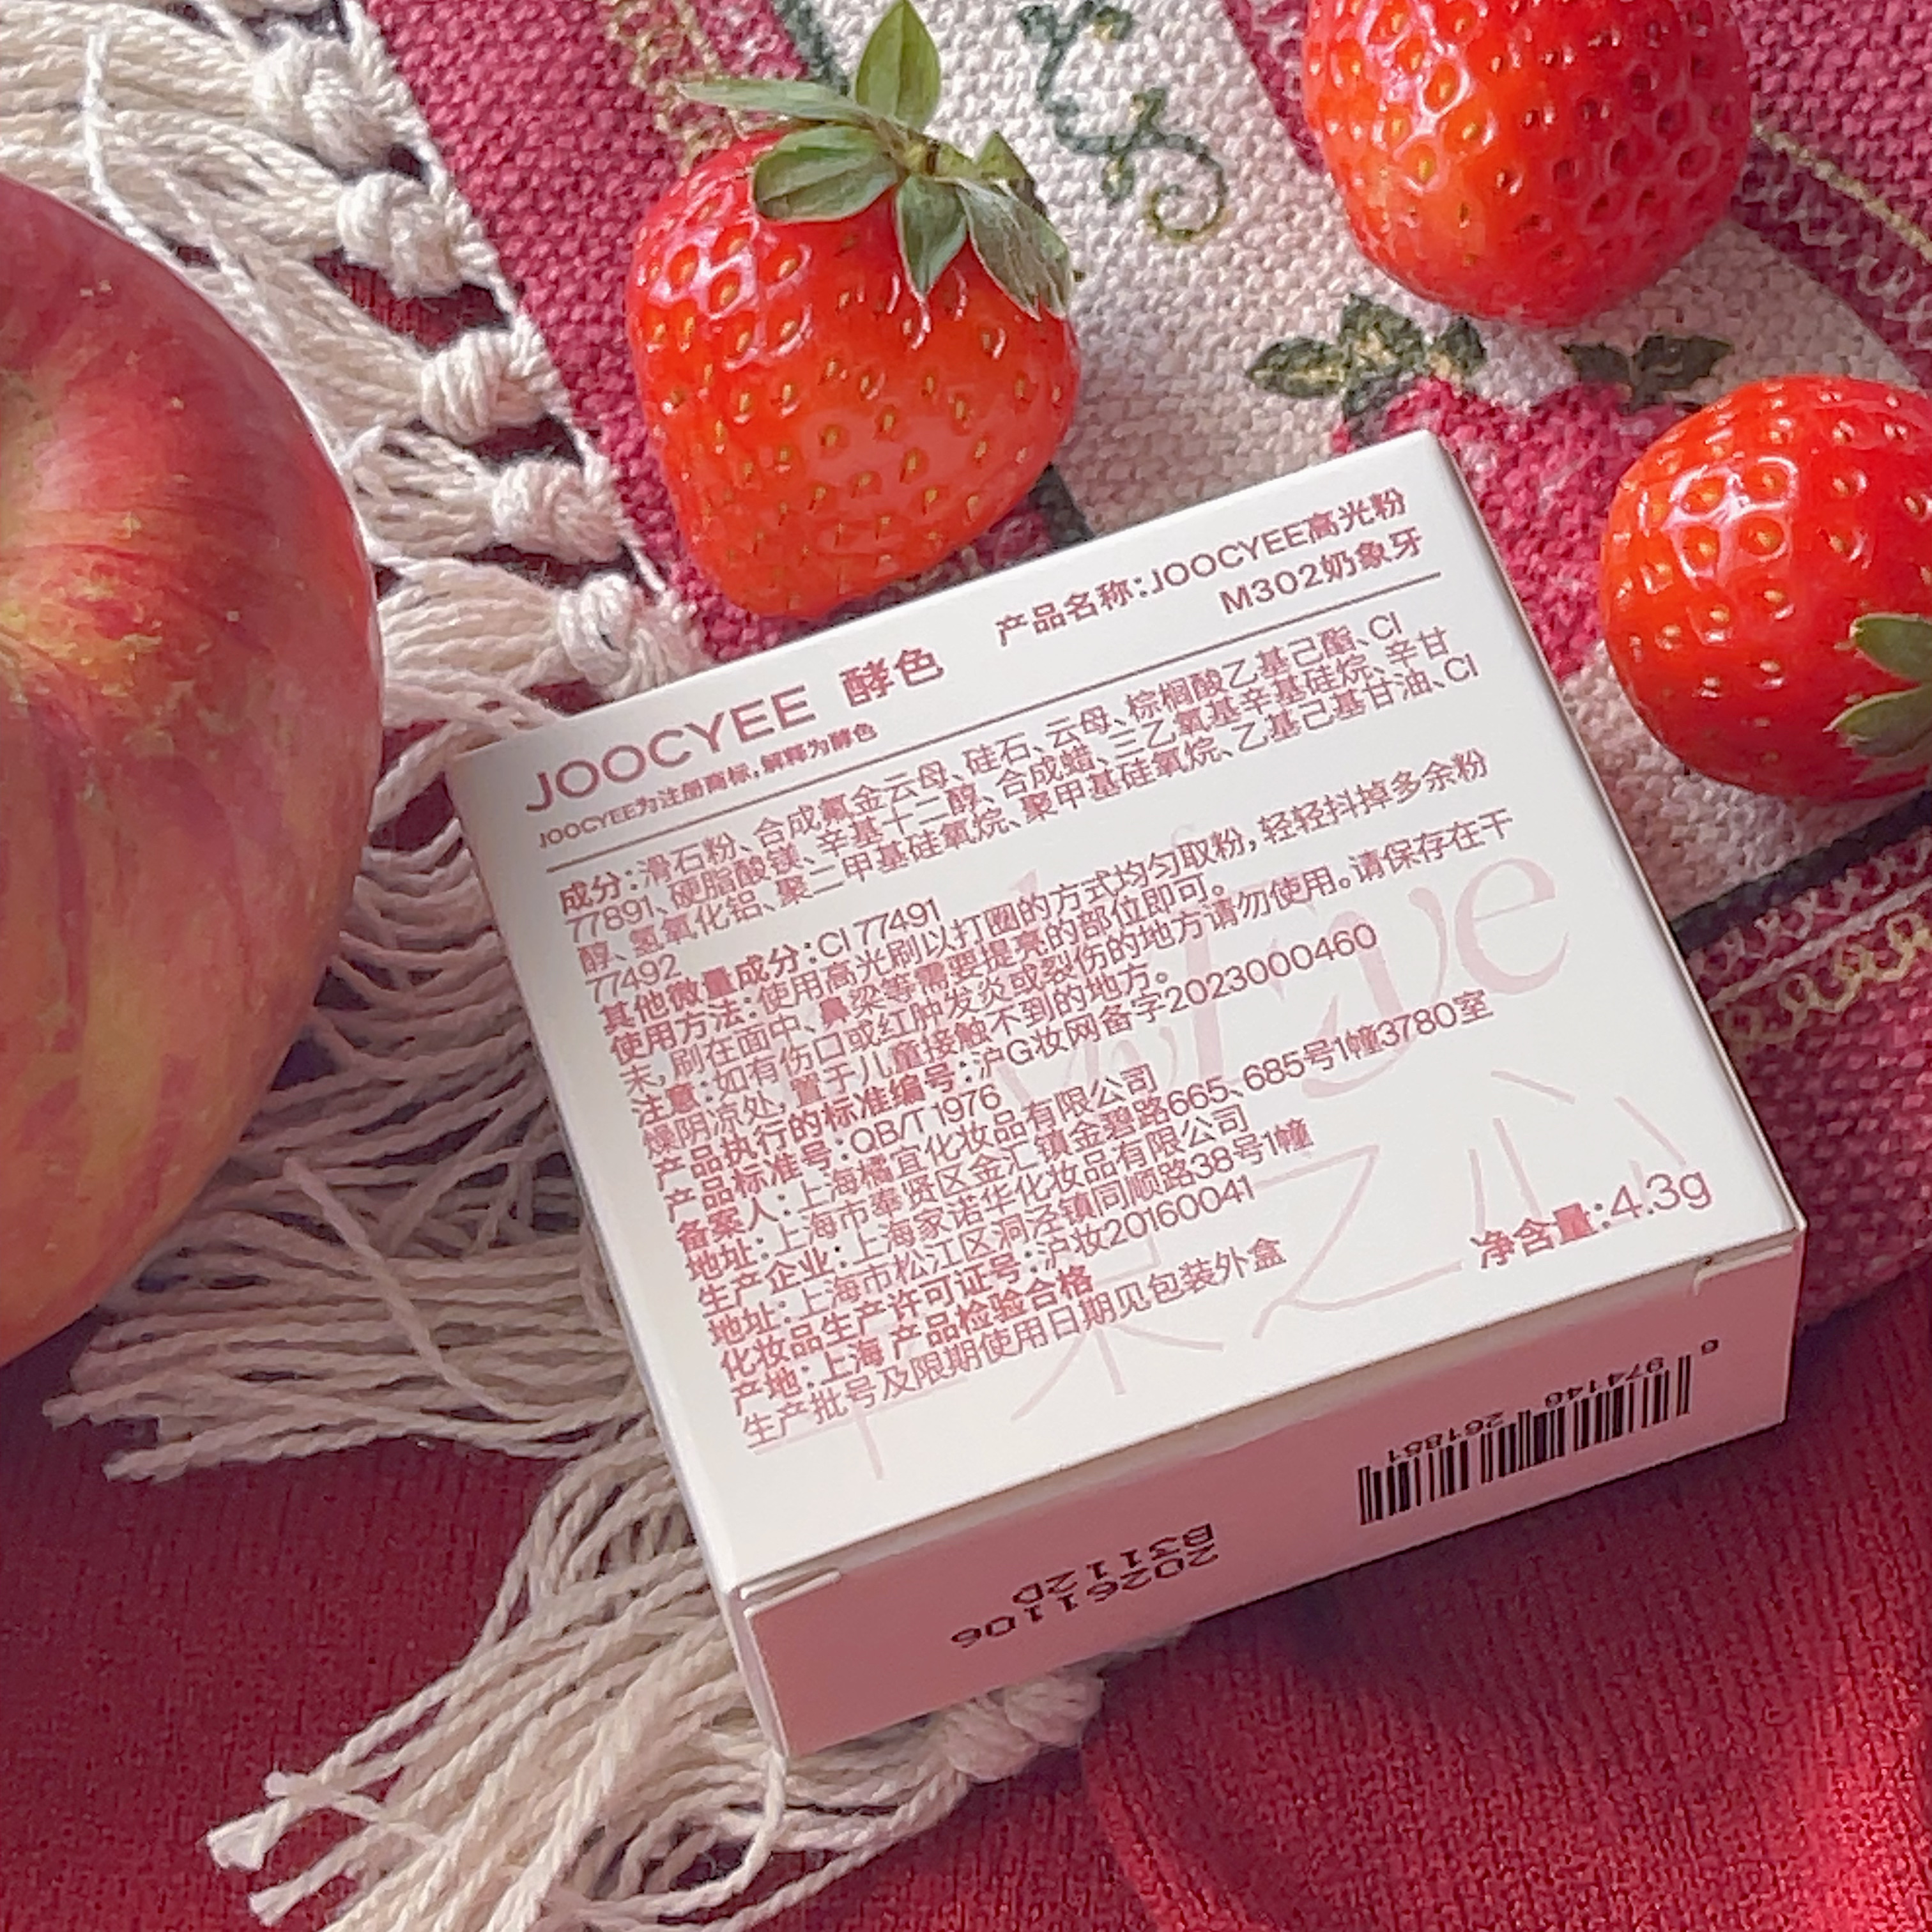 JOOCYEE 酵色
JOOCYEE为注册商标,解释为酵色
产品名称:JOOCYEE高光粉
M302奶象牙
成分:滑石粉、合成氟金云母、硅石、云母、棕榈酸乙基己酯、CI
77891、硬脂酸镁、辛基十二醇、合成蜡、三乙氧基辛基硅烷、辛甘
醇、氢氧化铝、聚二甲基硅氧烷、聚甲基硅氧烷、乙基己基甘油、CI
77492
其他微量成分:CI 77491
使用方法:使用高光刷以打圈的方式均匀取粉,轻轻抖掉多余粉
末,刷在面中、鼻梁等需要提亮的部位即可。
注意:如有伤口或红肿发炎或裂伤的地方请勿使用。请保存在干
燥阴凉处,置于儿童接触不到的地方。
产品执行的标准编号:沪G妆网备字2023000460
产品标准号:QB/T 1976
备案人:上海橘宜化妆品有限公司
地址:上海市奉贤区金汇镇金碧路665、685号1幢3780室
生产企业:上海家诺华化妆品有限公司
地址:上海市松江区洞泾镇同顺路38号1幢
化妆品生产许可证号:沪妆20160041
产地:上海 产品检验合格
生产批号及限期使用日期见包装外盒
净含量:4.3g
B3112D
20261106
6 974146 261851